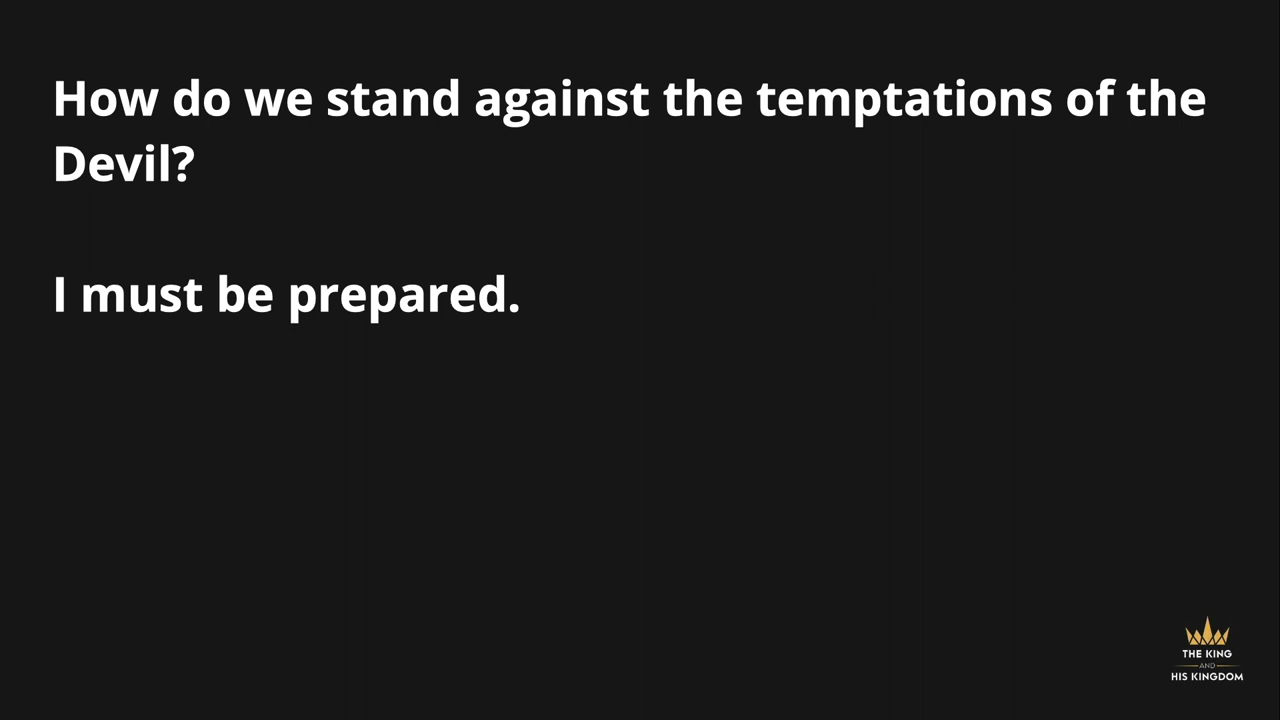 How do we stand against the temptations of the
Devil?
I must be prepared.
THE KING
AND
HIS KINGDOM